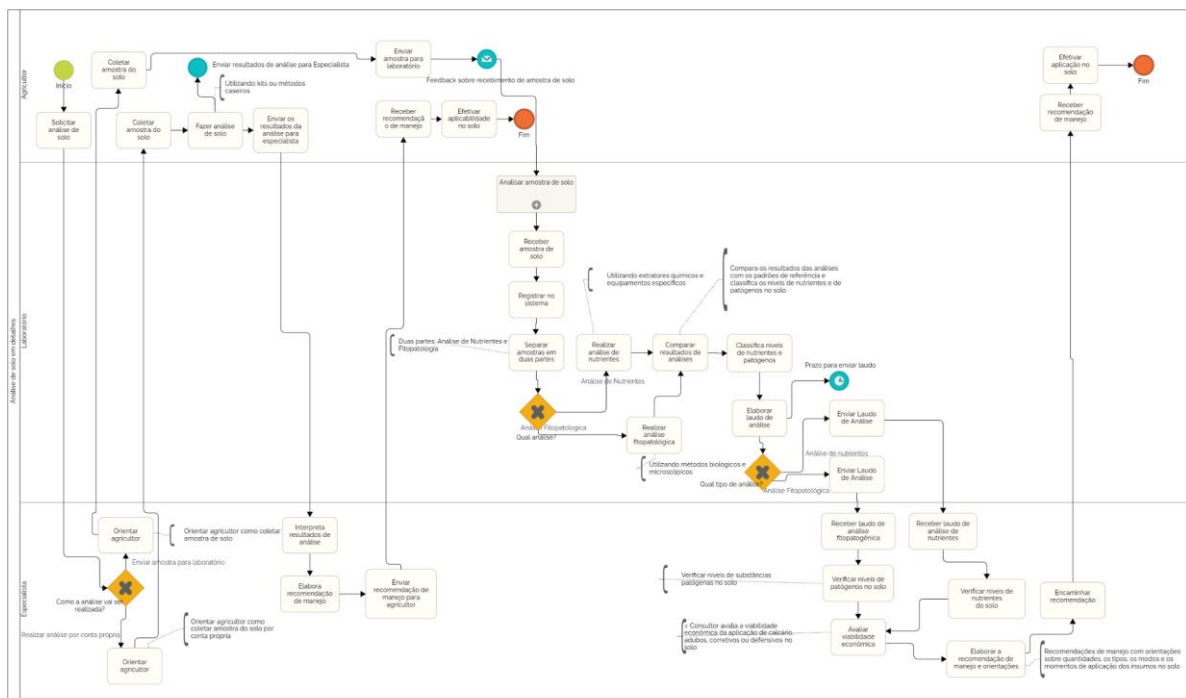 Análise de solo em detalhes
Agricultor
Início
Solicitar
análise de
solo
Coletar
amostra do
solo
Coletar
amostra do solo
Enviar resultados de análise para Especialista
Utilizando kits ou métodos
caseiros
Fazer análise
de solo
Enviar os
resultados da
análise para
especialista
Enviar
amostra para
laboratório
Feedback sobre recebimento de amostra de solo
Receber
recomendaçã
o de manejo
Efetivar
aplicabilidade
no solo
Fim
Efetivar
aplicação no
solo
Fim
Receber
recomendação
de manejo
Laboratório
Analisar amostra de solo
Receber
amostra de
solo
Registrar no
sistema
Duas partes: Análise de Nutrientes e
Fitopatologia
Separar
amostras em
duas partes
Utilizando estratores químicos e
equipamentos específicos
Realizar
análise de
nutrientes
Análise de Nutrientes
Análise Fitopatologica
Qual análise?
Realizar
análise
fitopatológica
Utilizando métodos biológicos e
microscópicos
Compara os resultados das análises
com os padrões de referência e
classifica os níveis de nutrientes e de
patógenos no solo
Comparar
resultados de
análises
Classifica níveis
de nutrientes e
patógenos
Prazo para enviar laudo
Elaborar
laudo de
análise
Qual tipo de análise?
Enviar Laudo
de Análise
Análise de nutrientes
Enviar Laudo
de Análise
Análise Fitopatológica
Especialista
Orientar
agricultor
Orientar agricultor como coletar
amostra de solo
Enviar amostra para laboratório
Como a análise vai ser
realizada?
Realizar análise por conta própria
Orientar agricultor como
coletar amostra do solo por
conta própria
Orientar
agricultor
Interpreta
resultados de
análise
Elabora
recomendação
de manejo
Enviar
recomendação de
manejo para
agricultor
Receber laudo de
análise
fitopatogênica
Receber laudo de
análise de
nutrientes
Verificar níveis de substâncias
patógenas no solo
Verificar níveis de
patógenos no solo
Verificar níveis de
nutrientes
do solo
Encaminhar
recomendação
Consultor avalia a viabilidade
econômica da aplicação de calcário,
adubos, corretivos ou defensivos no
solo
Avaliar
viabilidade
econômica
Elaborar a
recomendação de
manejo e orientações
Recomendações de manejo com orientações
sobre quantidades, os tipos, os modos e os
momentos de aplicação dos insumos no solo